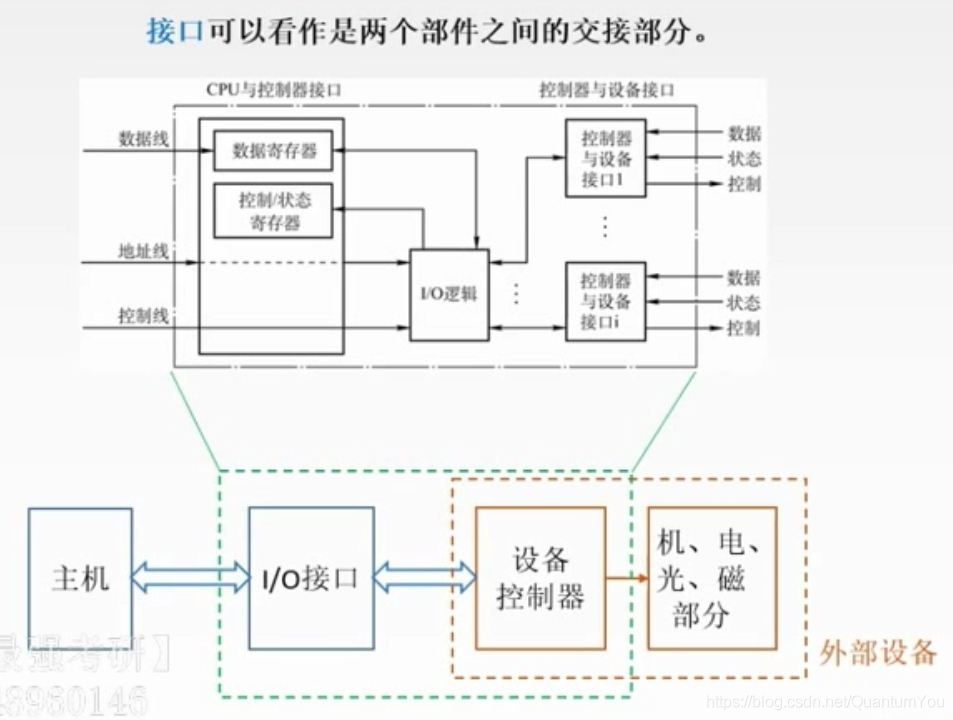 接口可以看作是两个部件之间的交接部分。
CPU与控制器接口
控制器与设备接口
数据线
数据寄存器
控制/状态
寄存器
地址线
控制线
I/O逻辑
控制器
与设备
接口1
数据
状态
控制
控制器
与设备
接口i
数据
状态
控制
主机
I/O接口
设备
控制器
机、电、
光、磁
部分
外部设备
强考研】
8980146
https://blog.csdn.net/QuantumYou